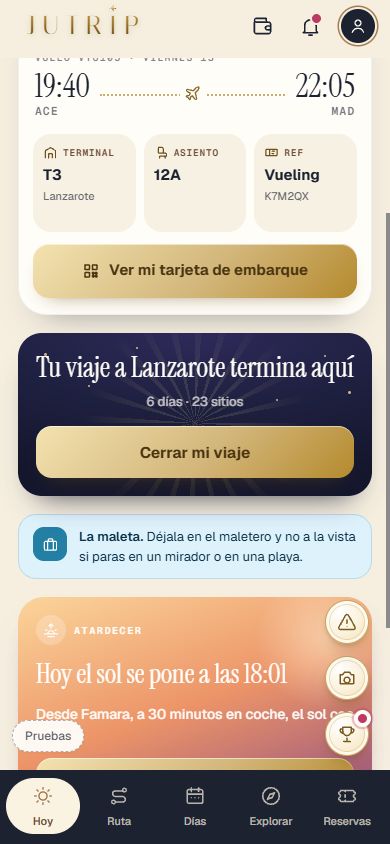 JUTRIP
19:40
22:05
ACE
MAD
TERMINAL
T3
Lanzarote
ASIENTO
12A
REF
Vueling
K7M2QX
Ver mi tarjeta de embarque
Tu viaje a Lanzarote termina aquí
6 días · 23 sitios
Cerrar mi viaje
La maleta. Déjala en el maletero y no a la vista
si paras en un mirador o en una playa.
ATARDECER
Hoy el sol se pone a las 18:01
Desde Famara, a 30 minutos en coche, el sol
Pruebas
Hoy
Ruta
Días
Explorar
Reservas